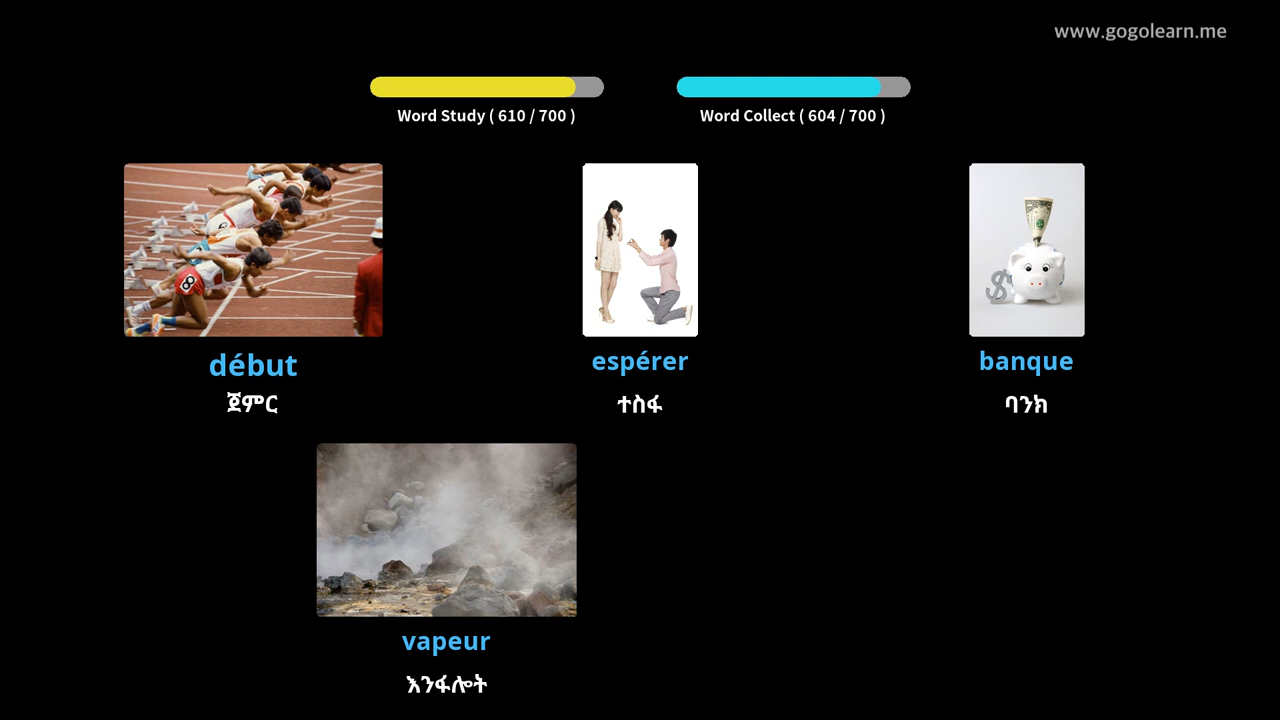 www.gogolearn.me
Word Study ( 610 / 700 )
Word Collect ( 604 / 700 )
début
ጀምር
espérer
ተስፋ
banque
ባንክ
vapeur
እንፋሎት